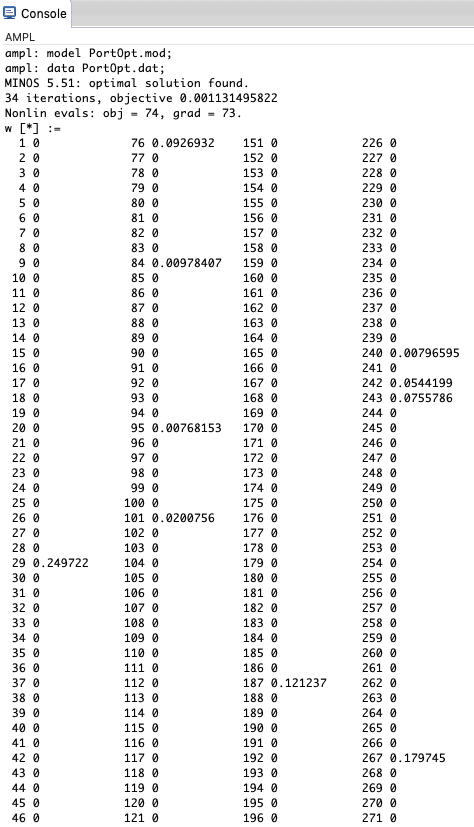 Console
AMPL
ampl: model PortOpt.mod;
ampl: data PortOpt.dat;
MINOS 5.51: optimal solution found.
34 iterations, objective 0.001131495822
Nonlin evals: obj = 74, grad = 73.
w [*] :=
1 0 76 0.0926932 151 0 226 0
2 0 77 0 152 0 227 0
3 0 78 0 153 0 228 0
4 0 79 0 154 0 229 0
5 0 80 0 155 0 230 0
6 0 81 0 156 0 231 0
7 0 82 0 157 0 232 0
8 0 83 0 158 0 233 0
9 0 84 0.00978407 159 0 234 0
10 0 85 0 160 0 235 0
11 0 86 0 161 0 236 0
12 0 87 0 162 0 237 0
13 0 88 0 163 0 238 0
14 0 89 0 164 0 239 0
15 0 90 0 165 0 240 0.00796595
16 0 91 0 166 0 241 0
17 0 92 0 167 0 242 0.0544199
18 0 93 0 168 0 243 0.0755786
19 0 94 0 169 0 244 0
20 0 95 0.00768153 170 0 245 0
21 0 96 0 171 0 246 0
22 0 97 0 172 0 247 0
23 0 98 0 173 0 248 0
24 0 99 0 174 0 249 0
25 0 100 0 175 0 250 0
26 0 101 0.0200756 176 0 251 0
27 0 102 0 177 0 252 0
28 0 103 0 178 0 253 0
29 0.249722 104 0 179 0 254 0
30 0 105 0 180 0 255 0
31 0 106 0 181 0 256 0
32 0 107 0 182 0 257 0
33 0 108 0 183 0 258 0
34 0 109 0 184 0 259 0
35 0 110 0 185 0 260 0
36 0 111 0 186 0 261 0
37 0 112 0 187 0.121237 262 0
38 0 113 0 188 0 263 0
39 0 114 0 189 0 264 0
40 0 115 0 190 0 265 0
41 0 116 0 191 0 266 0
42 0 117 0 192 0 267 0.179745
43 0 118 0 193 0 268 0
44 0 119 0 194 0 269 0
45 0 120 0 195 0 270 0
46 0 121 0 196 0 271 0